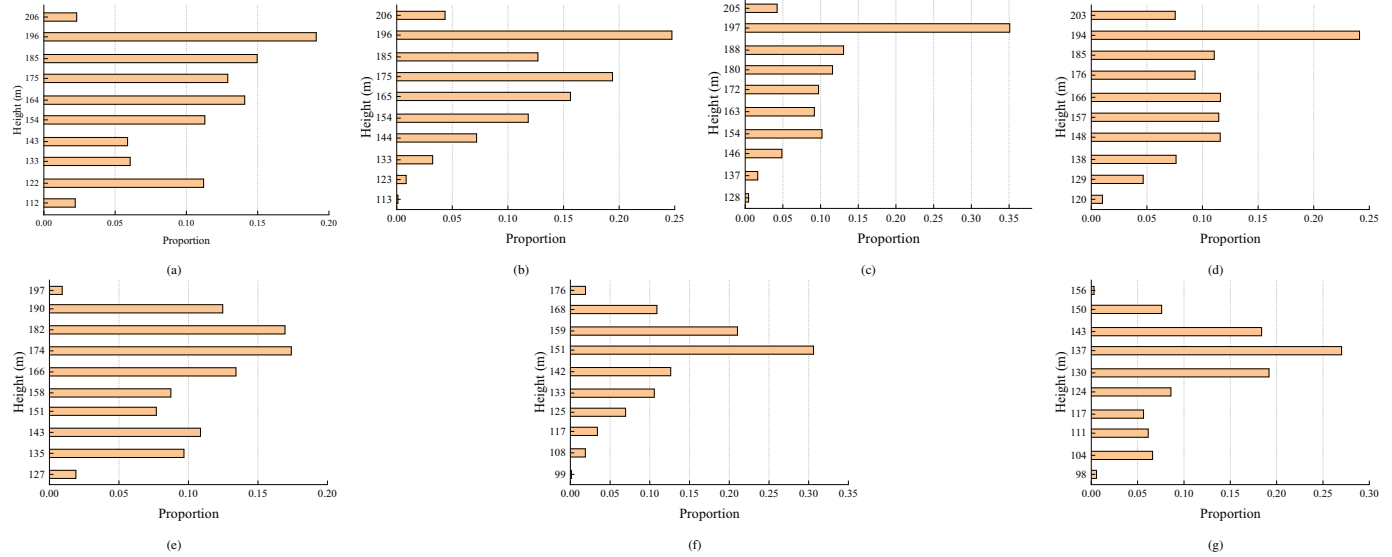 206
196
185
175
164
154
143
133
122
112
Height (m)
0.00 0.05 0.10 0.15 0.20
Proportion
(a)
206
196
185
175
165
154
144
133
123
113
Height (m)
0.00 0.05 0.10 0.15 0.20 0.25
Proportion
(b)
205
197
188
180
172
163
154
146
137
128
Height (m)
0.00 0.05 0.10 0.15 0.20 0.25 0.30 0.35
Proportion
(c)
203
194
185
176
166
157
148
138
129
120
Height (m)
0.00 0.05 0.10 0.15 0.20 0.25
Proportion
(d)
197
190
182
174
166
158
151
143
135
127
Height (m)
0.00 0.05 0.10 0.15 0.20
Proportion
(e)
176
168
159
151
142
133
125
117
108
99
Height (m)
0.00 0.05 0.10 0.15 0.20 0.25 0.30 0.35
Proportion
(f)
156
150
143
137
130
124
117
111
104
98
Height (m)
0.00 0.05 0.10 0.15 0.20 0.25 0.30
Proportion
(g)